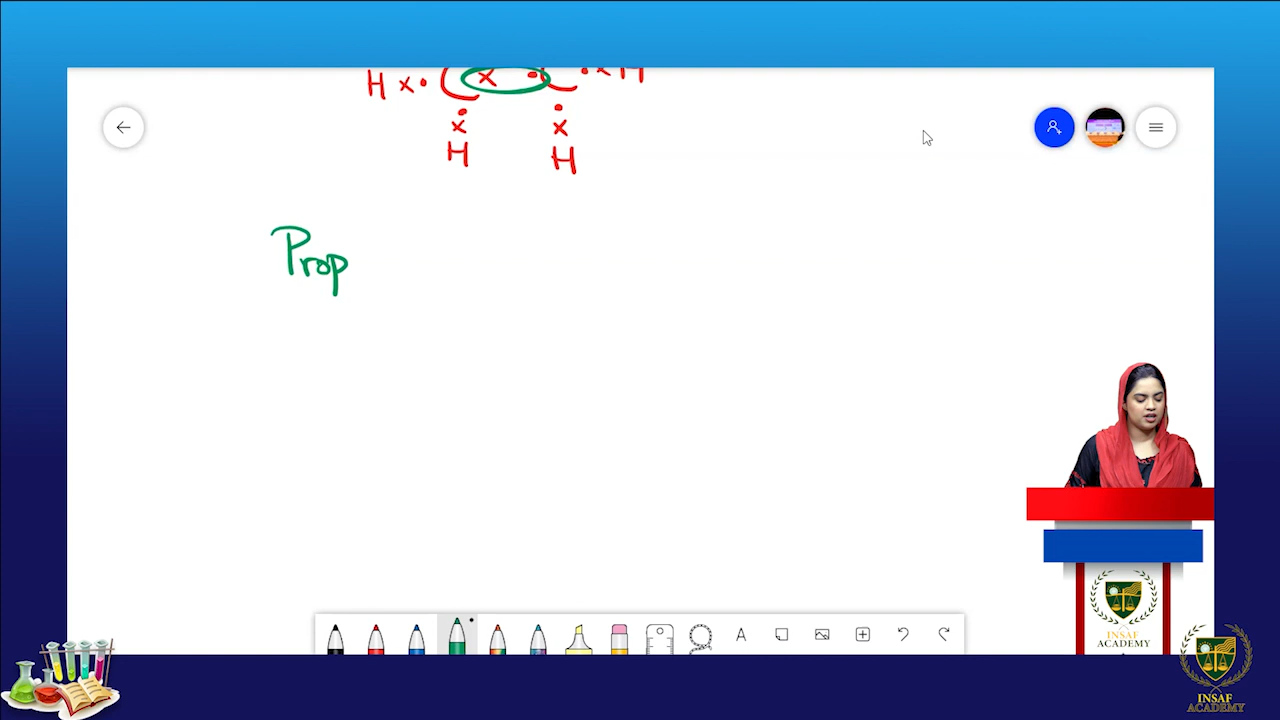 H x• C x • C •x H
• •
x x
H H
Prop
A
INSAF
ACADEMY
INSAF
ACADEMY